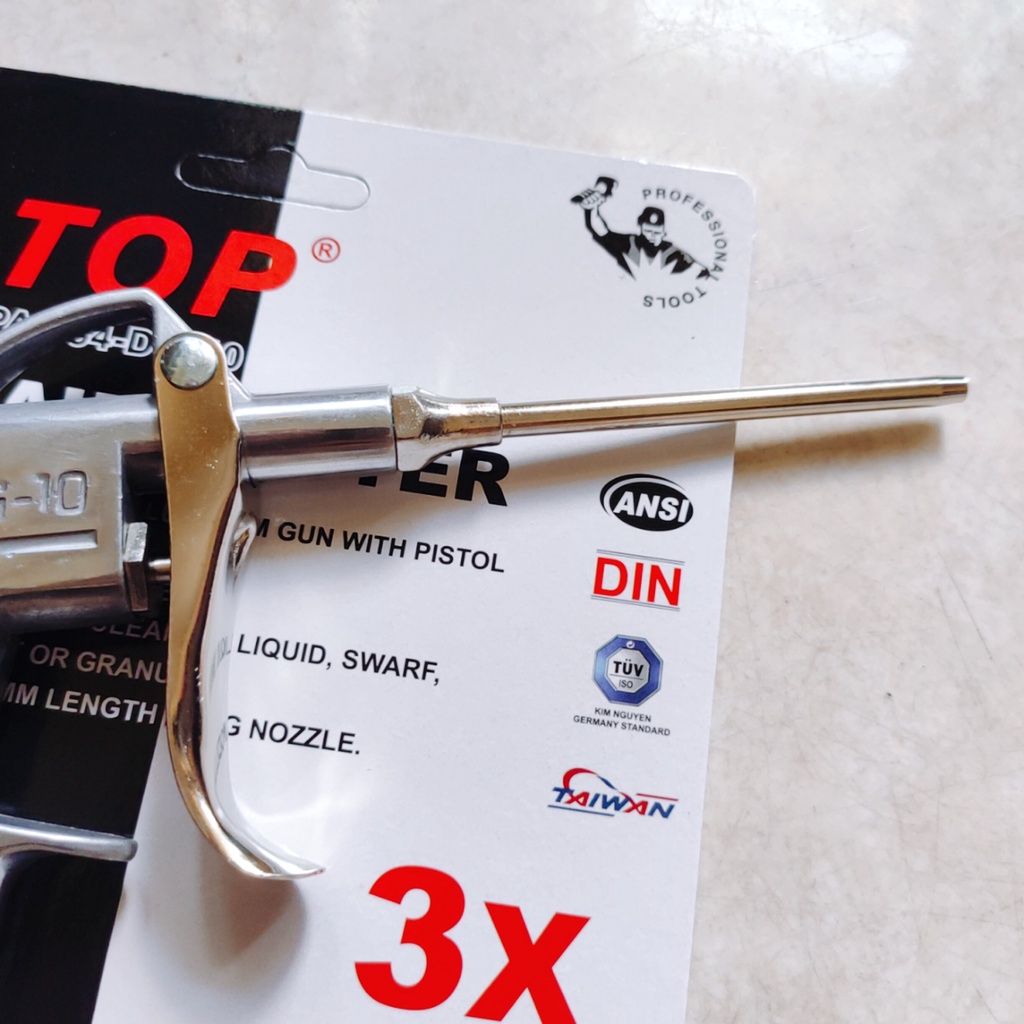 TOP®
PROFESSIONAL TOOLS
-10
TER
GUN WITH PISTOL
LIQUID, SWARF,
OR GRANU
MM LENGTH
G NOZZLE.
ANSI
DIN
TÜV
ISO
KIM NGUYEN
GERMANY STANDARD
TAIWAN
3x